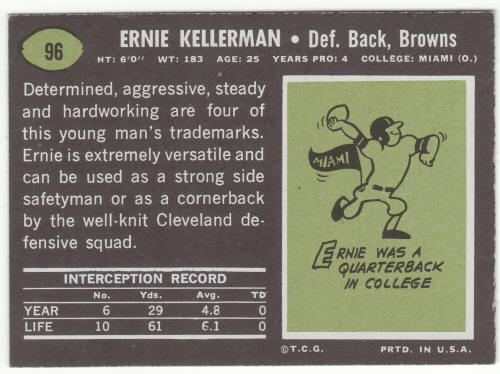 96
ERNIE KELLERMAN • Def. Back, Browns
HT: 6'0" WT: 183 AGE: 25 YEARS PRO: 4 COLLEGE: MIAMI (O.)
Determined, aggressive, steady
and hardworking are four of
this young man's trademarks.
Ernie is extremely versatile and
can be used as a strong side
safetyman or as a cornerback
by the well-knit Cleveland de-
fensive squad.
INTERCEPTION RECORD
No. Yds. Avg. TD
YEAR 6 29 4.8 0
LIFE 10 61 6.1 0
MIAMI
ERNIE WAS A
QUARTERBACK
IN COLLEGE
©T.C.G. PRTD. IN U.S.A.